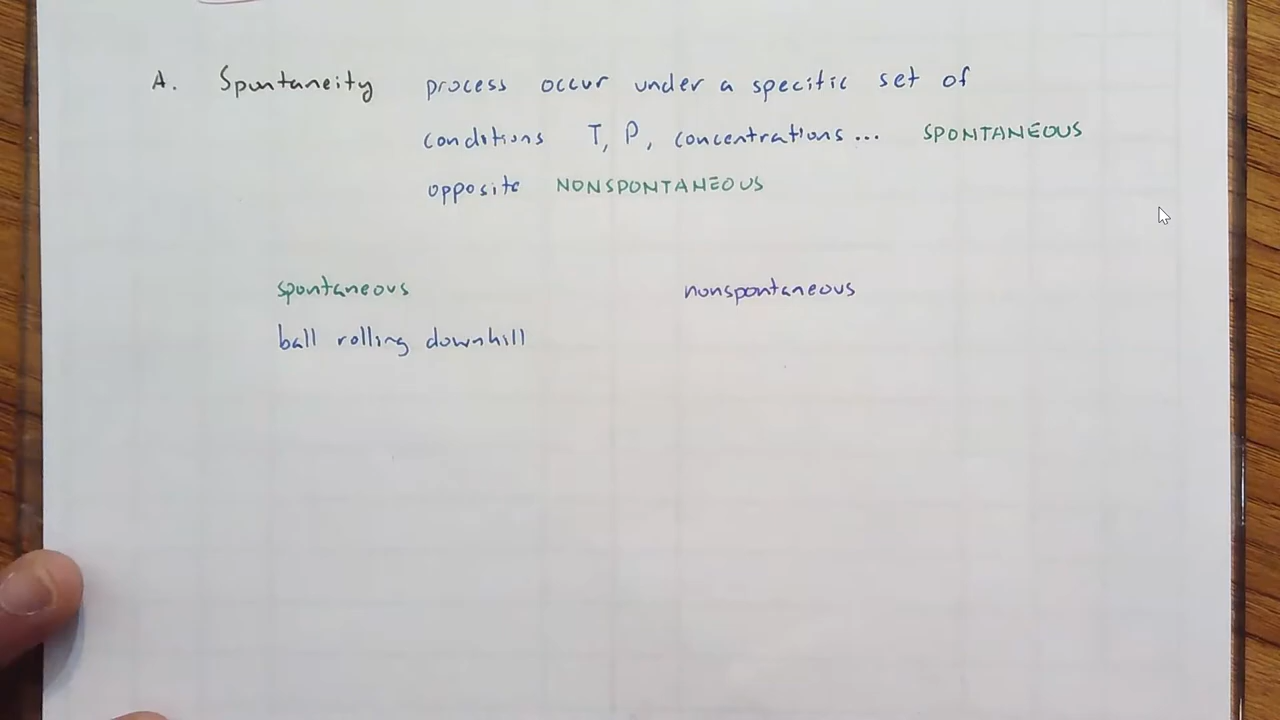 A. Spontaneity process occur under a specific set of
conditions T, P, concentrations... SPONTANEOUS
opposite NONSPONTANEOUS
spontaneous nonspontaneous
ball rolling downhill